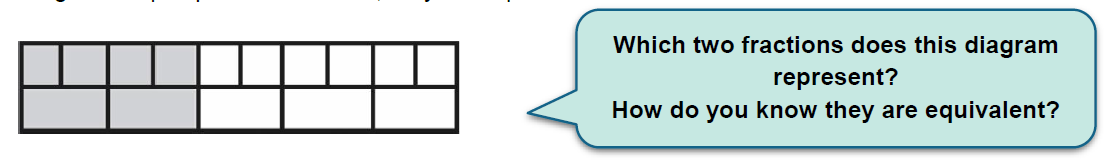 Which two fractions does this diagram
represent?
How do you know they are equivalent?